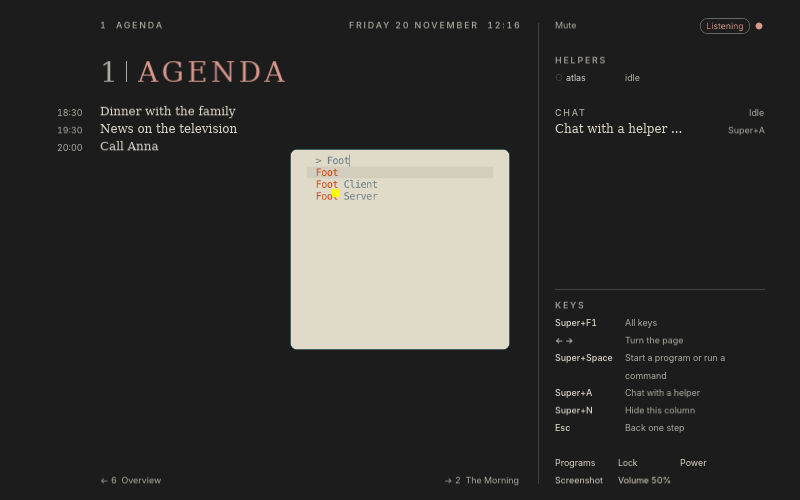 1 AGENDA
FRIDAY 20 NOVEMBER 12:16
1 AGENDA
18:30 Dinner with the family
19:30 News on the television
20:00 Call Anna
> Foot
Foot
Foot Client
Foot Server
← 6 Overview
→ 2 The Morning
Mute
Listening
HELPERS
atlas idle
CHAT Idle
Chat with a helper ... Super+A
KEYS
Super+F1 All keys
← → Turn the page
Super+Space Start a program or run a
command
Super+A Chat with a helper
Super+N Hide this column
Esc Back one step
Programs Lock Power
Screenshot Volume 50%